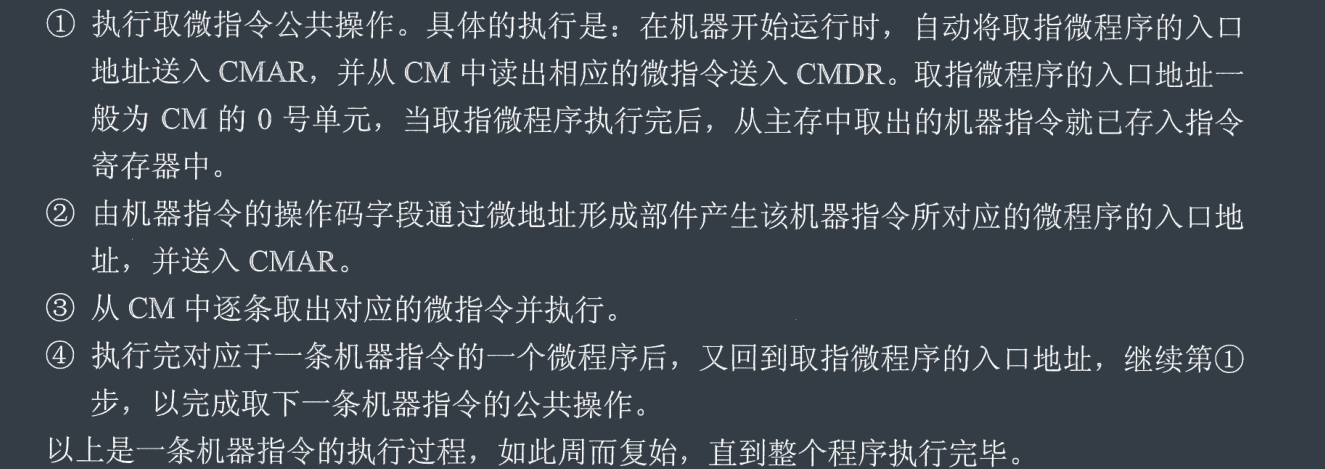 ① 执行取微指令公共操作。具体的执行是：在机器开始运行时，自动将取指微程序的入口
地址送入 CMAR，并从 CM 中读出相应的微指令送入 CMDR。取指微程序的入口地址一
般为 CM 的 0 号单元，当取指微程序执行完后，从主存中取出的机器指令就已存入指令
寄存器中。
② 由机器指令的操作码字段通过微地址形成部件产生该机器指令所对应的微程序的入口地
址，并送入 CMAR。
③ 从 CM 中逐条取出对应的微指令并执行。
④ 执行完对应于一条机器指令的一个微程序后，又回到取指微程序的入口地址，继续第①
步，以完成取下一条机器指令的公共操作。
以上是一条机器指令的执行过程，如此周而复始，直到整个程序执行完毕。